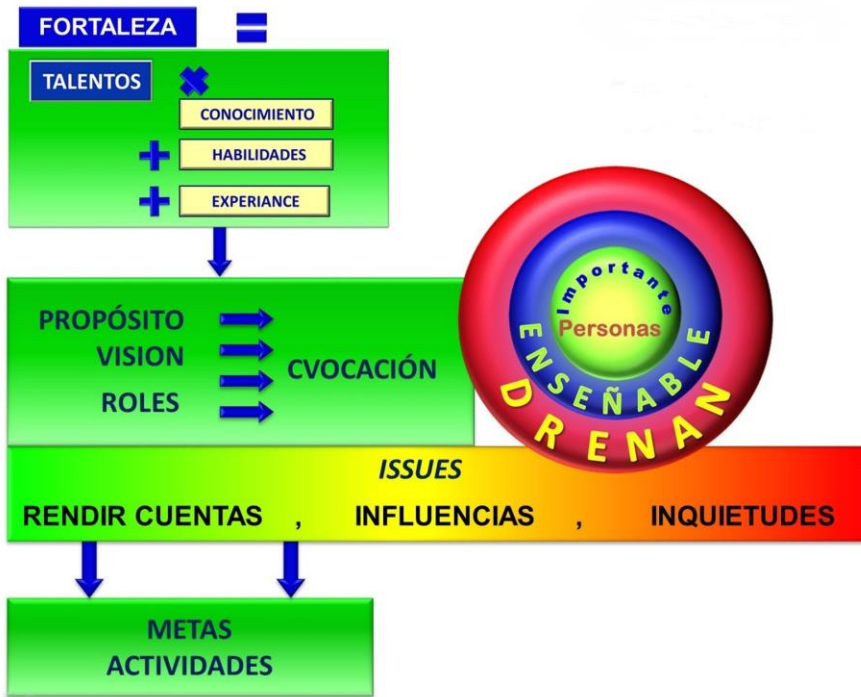 FORTALEZA =
TALENTOS ×
CONOCIMIENTO
+ HABILIDADES
+ EXPERIANCE
PROPÓSITO
VISION
ROLES
CVOCACIÓN
Importante
Personas
ENSEÑABLE
DRENAN
ISSUES
RENDIR CUENTAS , INFLUENCIAS , INQUIETUDES
METAS
ACTIVIDADES